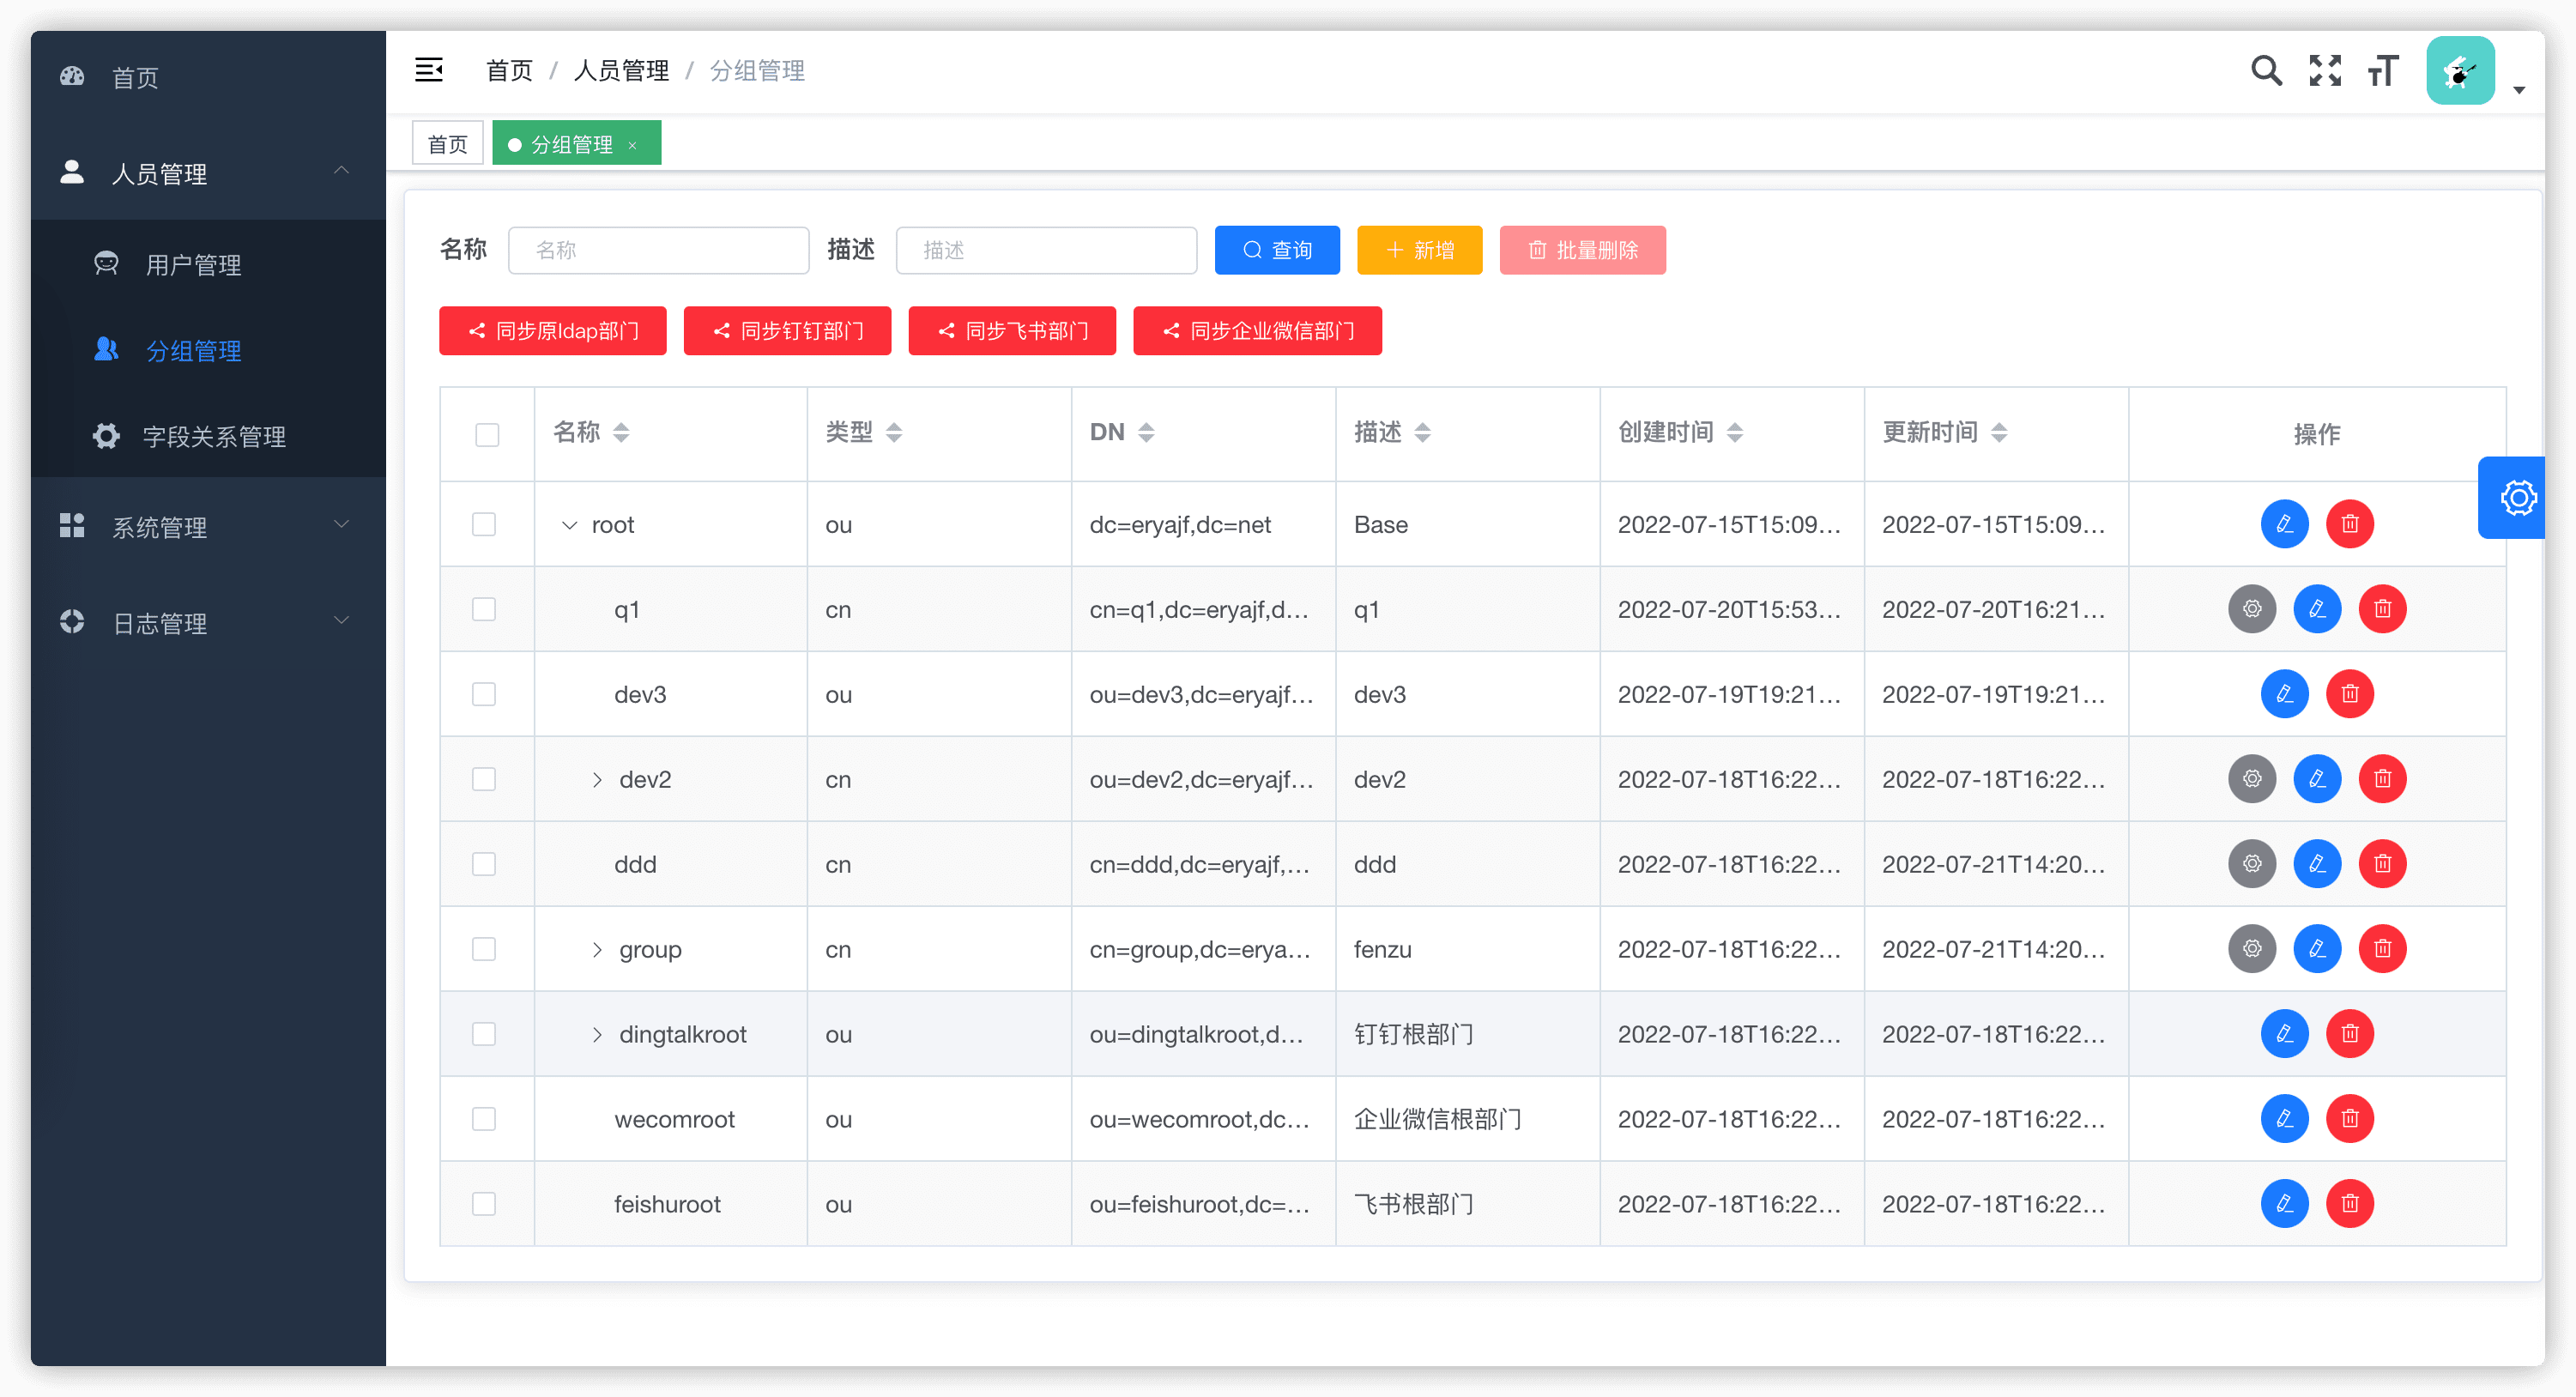 首页
人员管理
用户管理
分组管理
字段关系管理
系统管理
日志管理
首页 / 人员管理 / 分组管理
首页 分组管理 ×
名称 名称 描述 描述 查询 新增 批量删除
同步原ldap部门 同步钉钉部门 同步飞书部门 同步企业微信部门
名称 类型 DN 描述 创建时间 更新时间 操作
root ou dc=eryajf,dc=net Base 2022-07-15T15:09... 2022-07-15T15:09...
q1 cn cn=q1,dc=eryajf,d... q1 2022-07-20T15:53... 2022-07-20T16:21...
dev3 ou ou=dev3,dc=eryajf... dev3 2022-07-19T19:21... 2022-07-19T19:21...
dev2 cn ou=dev2,dc=eryajf... dev2 2022-07-18T16:22... 2022-07-18T16:22...
ddd cn cn=ddd,dc=eryajf,... ddd 2022-07-18T16:22... 2022-07-21T14:20...
group cn cn=group,dc=erya... fenzu 2022-07-18T16:22... 2022-07-21T14:20...
dingtalkroot ou ou=dingtalkroot,d... 钉钉根部门 2022-07-18T16:22... 2022-07-18T16:22...
wecomroot ou ou=wecomroot,dc... 企业微信根部门 2022-07-18T16:22... 2022-07-18T16:22...
feishuroot ou ou=feishuroot,dc=... 飞书根部门 2022-07-18T16:22... 2022-07-18T16:22...